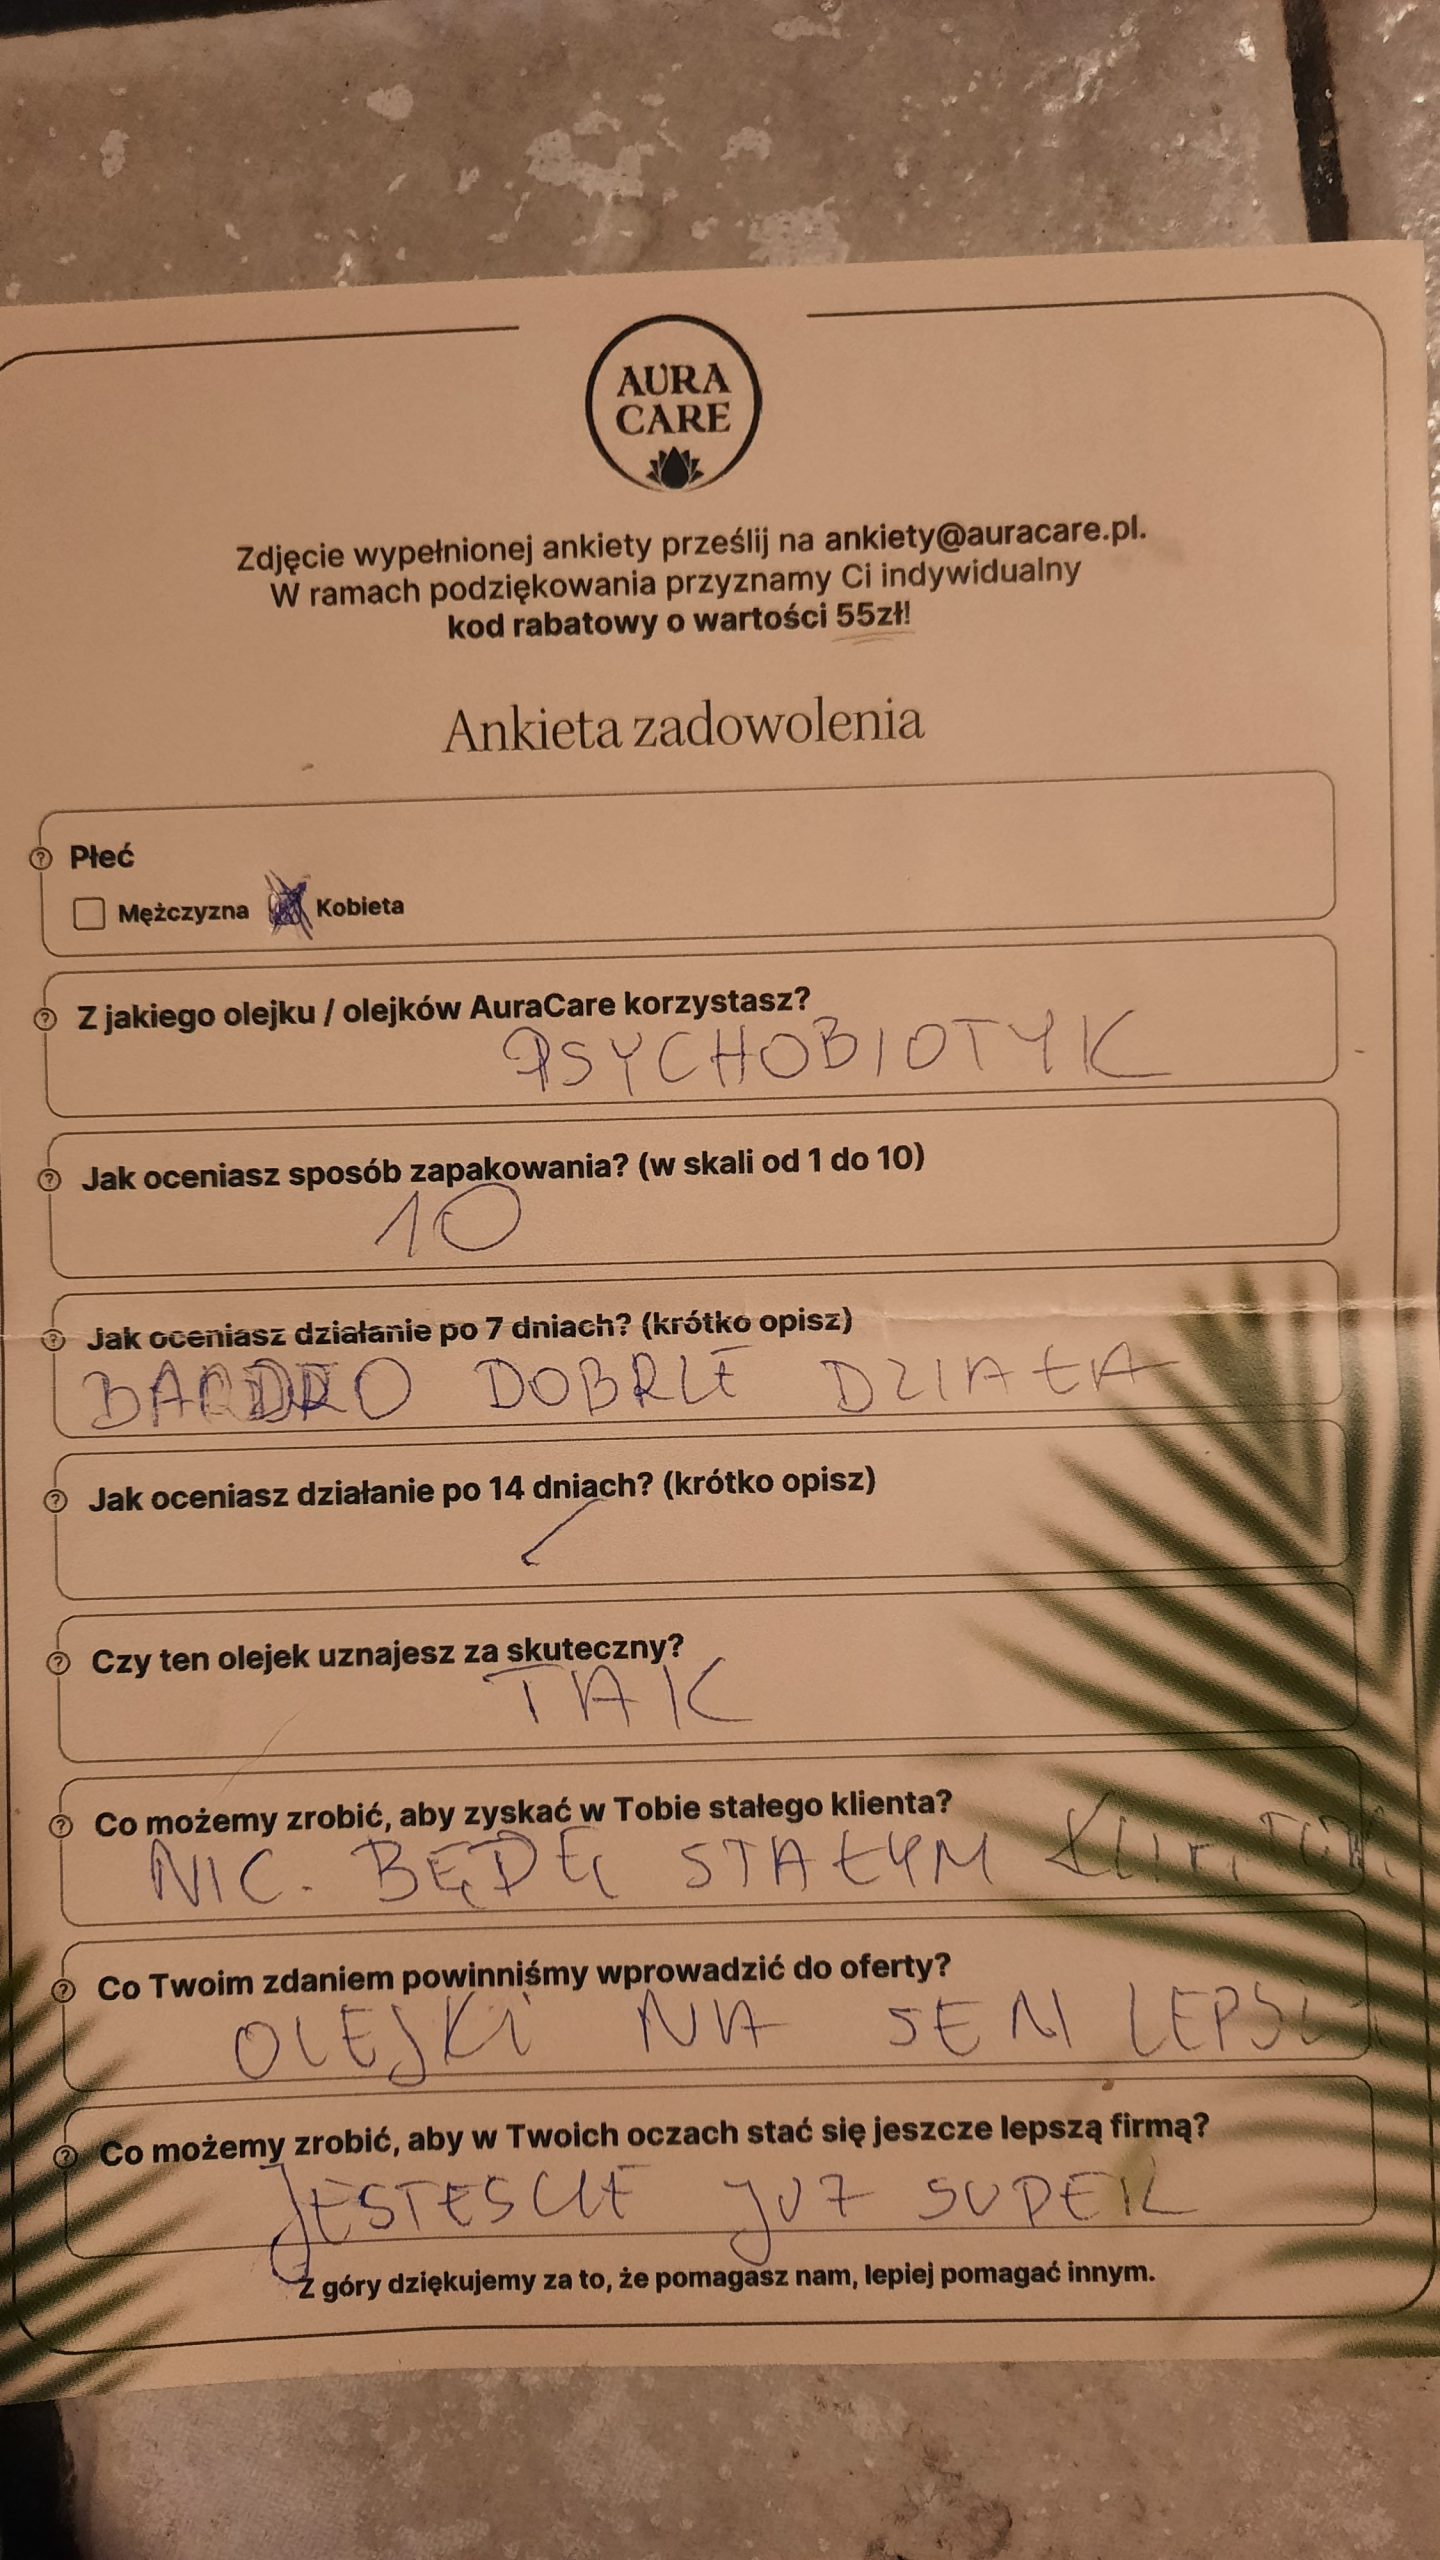 AURA
CARE
Zdjęcie wypełnionej ankiety prześlij na ankiety@auracare.pl.
W ramach podziękowania przyznamy Ci indywidualny
kod rabatowy o wartości 55zł!
Ankieta zadowolenia
Płeć
Mężczyzna Kobieta
Z jakiego olejku / olejków AuraCare korzystasz?
PSYCHOBIOTYK
Jak oceniasz sposób zapakowania? (w skali od 1 do 10)
10
Jak oceniasz działanie po 7 dniach? (krótko opisz)
BARDZO DOBRZE DZIAŁA
Jak oceniasz działanie po 14 dniach? (krótko opisz)
Czy ten olejek uznajesz za skuteczny?
TAK
Co możemy zrobić, aby zyskać w Tobie stałego klienta?
NIC. BĘDĘ STAŁYM
Co Twoim zdaniem powinniśmy wprowadzić do oferty?
OLEJKI NA SEN
Co możemy zrobić, aby w Twoich oczach stać się jeszcze lepszą firmą?
JESTESCIE JUZ SUPER
Z góry dziękujemy za to, że pomagasz nam, lepiej pomagać innym.